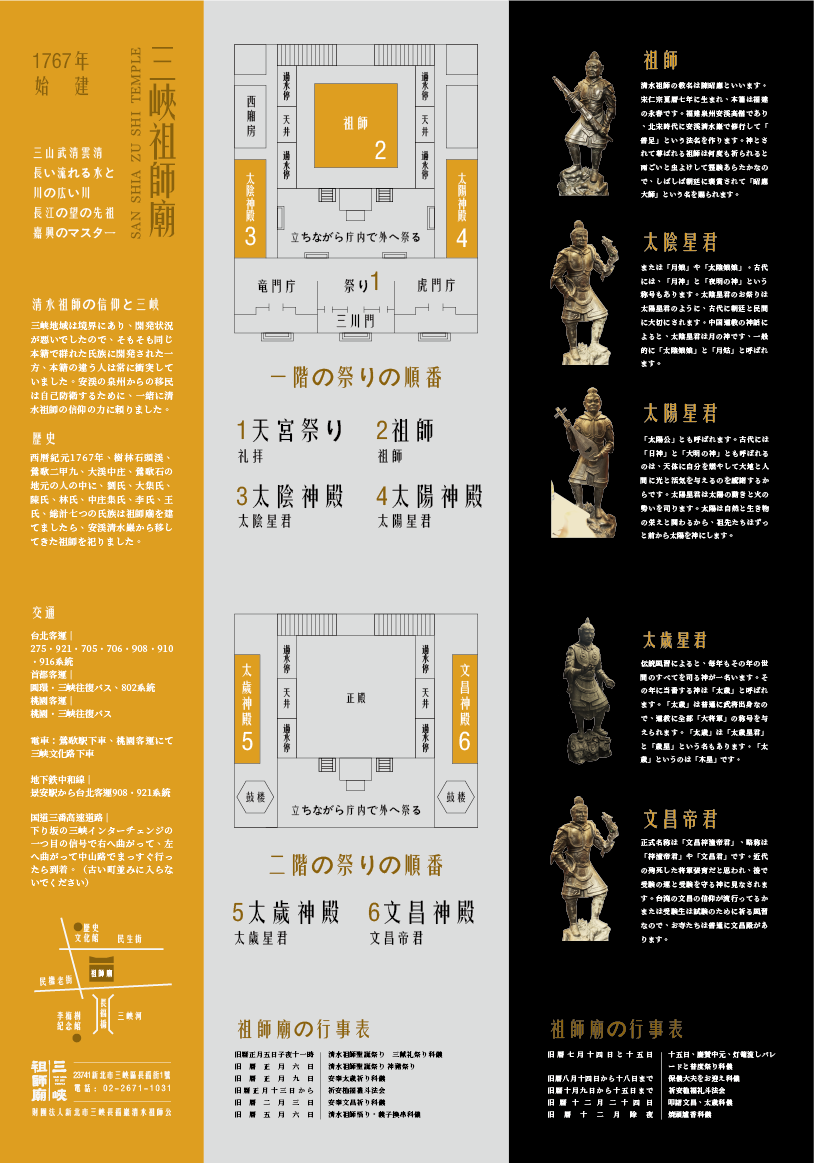 1767年
始建
三峽祖師廟
SAN SHIA ZU SHI TEMPLE
三山武清雲清
長い流れる水と
川の広い川
長江の望の先祖
嘉興のマスター
清水祖師の信仰と三峽
三峡地域は境界にあり、開発状況
が悪いでしたので、そもそも同じ
本籍で群れた氏族に開発された一
方、本籍の違う人は常に衝突して
いました。安渓の泉州からの移民
は自己防衛するために、一緒に清
水祖師の信仰の力に頼りました。
歷史
西曆紀元1767年、樹林石頭渓、
鶯歌二甲九、大渓中庄、鶯歌石の
地元の人の中に、劉氏、大集氏、
陳氏、林氏、中庄集氏、李氏、王
氏、総計七つの氏族は祖師廟を建
てましたら、安渓清水巖から移し
てきた祖師を祀りました。
交通
台北客運｜
275・921・705・706・908・910
・916系統
首都客運｜
圓環・三峡往復バス、802系統
桃園客運｜
桃園・三峡往復バス
電車：鶯歌駅下車、桃園客運にて
三峡文化路下車
地下鉄中和線｜
景安駅から台北客運908・921系統
国道三番高速道路｜
下り坂の三峡インターチェンジの
一つ目の信号で右へ曲がって、左
へ曲がって中山路でまっすぐ行っ
たら到着。（古い町並みに入らな
いでください）
歷史
文化館
民生街
祖師廟
民權老街
長福橋
三峽河
李梅樹
紀念館
三峽
祖師廟
23741新北市三峽區長福街1號
電話：02-2671-1031
財團法人新北市三峽長福巖清水祖師公
過水停
天井
過水停
西廂房
祖師
2
過水停
天井
過水停
太陰神殿
3
太陽神殿
4
立ちながら庁内で外へ祭る
竜門庁
祭り1
虎門庁
三川門
一階の祭りの順番
1天宮祭り
礼拝
2祖師
祖師
3太陰神殿
太陰星君
4太陽神殿
太陽星君
過水停
天井
過水停
正殿
過水停
天井
過水停
太歲神殿
5
文昌神殿
6
鼓楼
鼓楼
立ちながら庁内で外へ祭る
二階の祭りの順番
5太歲神殿
太歲星君
6文昌神殿
文昌帝君
祖師廟の行事表
旧曆正月五日子夜十一時 清水祖師聖誕祭り 三献礼祭り科儀
旧曆正月六日 清水祖師聖誕祭り 神豬祭り
旧曆正月九日 安奉太歲祈り科儀
旧曆正月十三日から 祈安植福礼斗法会
旧曆二月三日 安奉文昌祈り科儀
旧曆五月六日 清水祖師悟り、義子換串科儀
祖師
清水祖師の教名は陳昭應といいます。
宋仁宗夏曆七年に生まれ、本籍は福建
の永春です。福建泉州安渓高僧であり
、北宋時代に安渓清水巖で修行して「
普足」という法名を作ります。神とさ
れて尊ばれる祖師は何度も祈られると
雨ごいと虫よけして霊験あらたかなの
で、しばしば朝廷に褒賞されて「昭應
大師」という名を賜られます。
太陰星君
または「月娘」や「太陰娘娘」。古代
には、「月神」と「夜明の神」という
称号もあります。太陰星君のお祭りは
太陽星君のように、古代に朝廷と民間
に大切にされます。中国道教の神話に
よると、太陰星君は月の神です、一般
的に「太陰娘娘」と「月姑」と呼ばれ
ます。
太陽星君
「太陽公」とも呼ばれます。古代には
「日神」と「大明の神」とも呼ばれる
のは、天体に自分を燃やして大地と人
間に光と活気を与えるのを感謝するか
らです。太陽星君は太陽の動きと火の
勢いを司ります。太陽は自然と生き物
の栄えと関わるから、祖先たちはずっ
と前から太陽を神にします。
太歲星君
伝統風習によると、毎年もその年の世
間のすべてを司る神が一名います。そ
の年に当番する神は「太歲」と呼ばれ
ます。「太歲」は普通に武将出身なの
で、道教に全部「大将軍」の称号を与
えられます。「太歲」は「太歲星君」
と「歲星」という名もあります。「太
歲」というのは「木星」です。
文昌帝君
正式名称は「文昌梓潼帝君」、略称は
「梓潼帝君」や「文昌君」です。近代
の殉死した将軍張育だと思われ、後で
受験の運と受験を守る神に見なされま
す。台湾の文昌の信仰が流行ってるか
または受験生は試験のために祈る風習
なので、お寺たちは普通に文昌殿があ
ります。
祖師廟の行事表
旧曆七月十四日と十五日 十五日、慶賛中元、灯篭流しパレ
ードと普度祭り科儀
旧曆八月十四日から十八日まで 保儀大夫をお迎え科儀
旧曆十月九日から十五日まで 祈安植福礼斗法会
旧曆十二月二十四日 叩謝文昌、太歲科儀
旧曆十二月除夜 焼頭爐香科儀